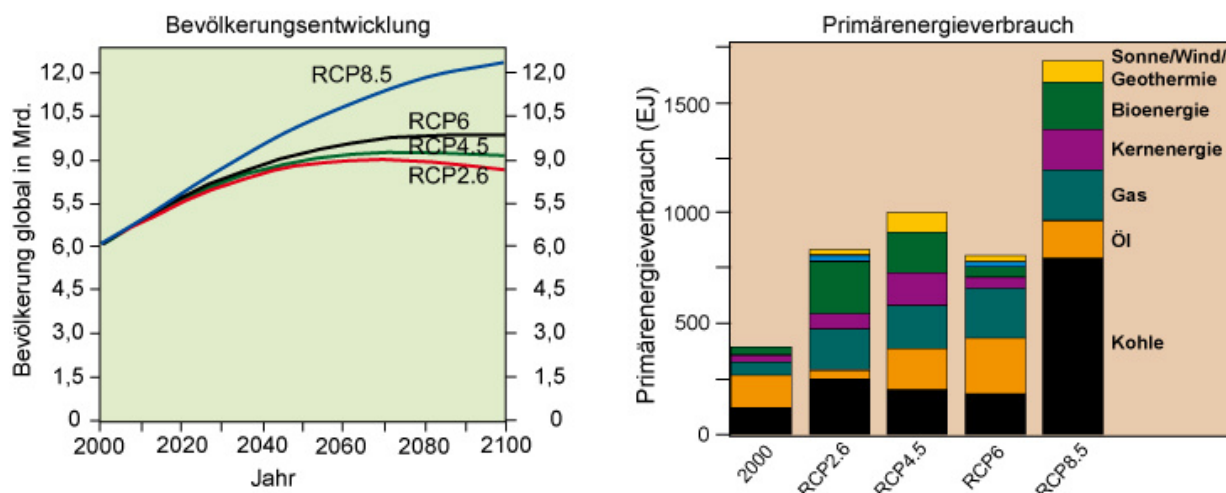 Bevölkerungsentwicklung
Bevölkerung global in Mrd.
12,0
10,5
9,0
5,5
6,0
4,5
3,0
1,5
0
RCP8.5
RCP6
RCP4.5
RCP2.6
12,0
10,5
9,0
5,5
6,0
4,5
3,0
1,5
0
2000 2020 2040 2060 2080 2100
Jahr
Primärenergieverbrauch
Primärenergieverbrauch (EJ)
1500
1000
500
0
Sonne/Wind/
Geothermie
Bioenergie
Kernenergie
Gas
Öl
Kohle
2000 RCP2.6 RCP4.5 RCP6 RCP8.5